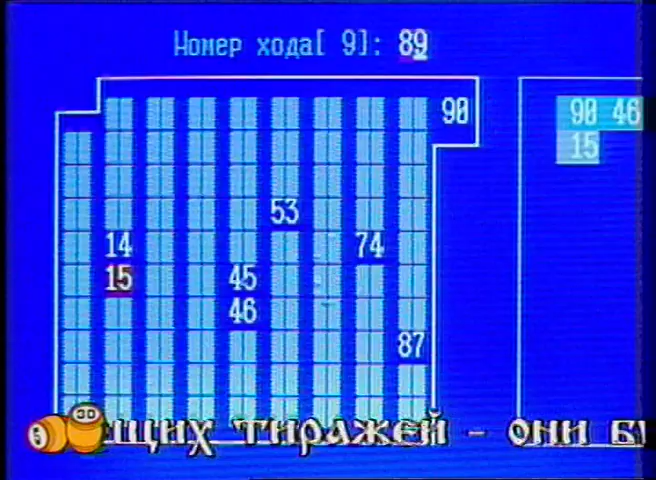 Номер хода[ 9]: 89
90 90 46
15
53
14 74
15 45
46
87
щих тиражей - они